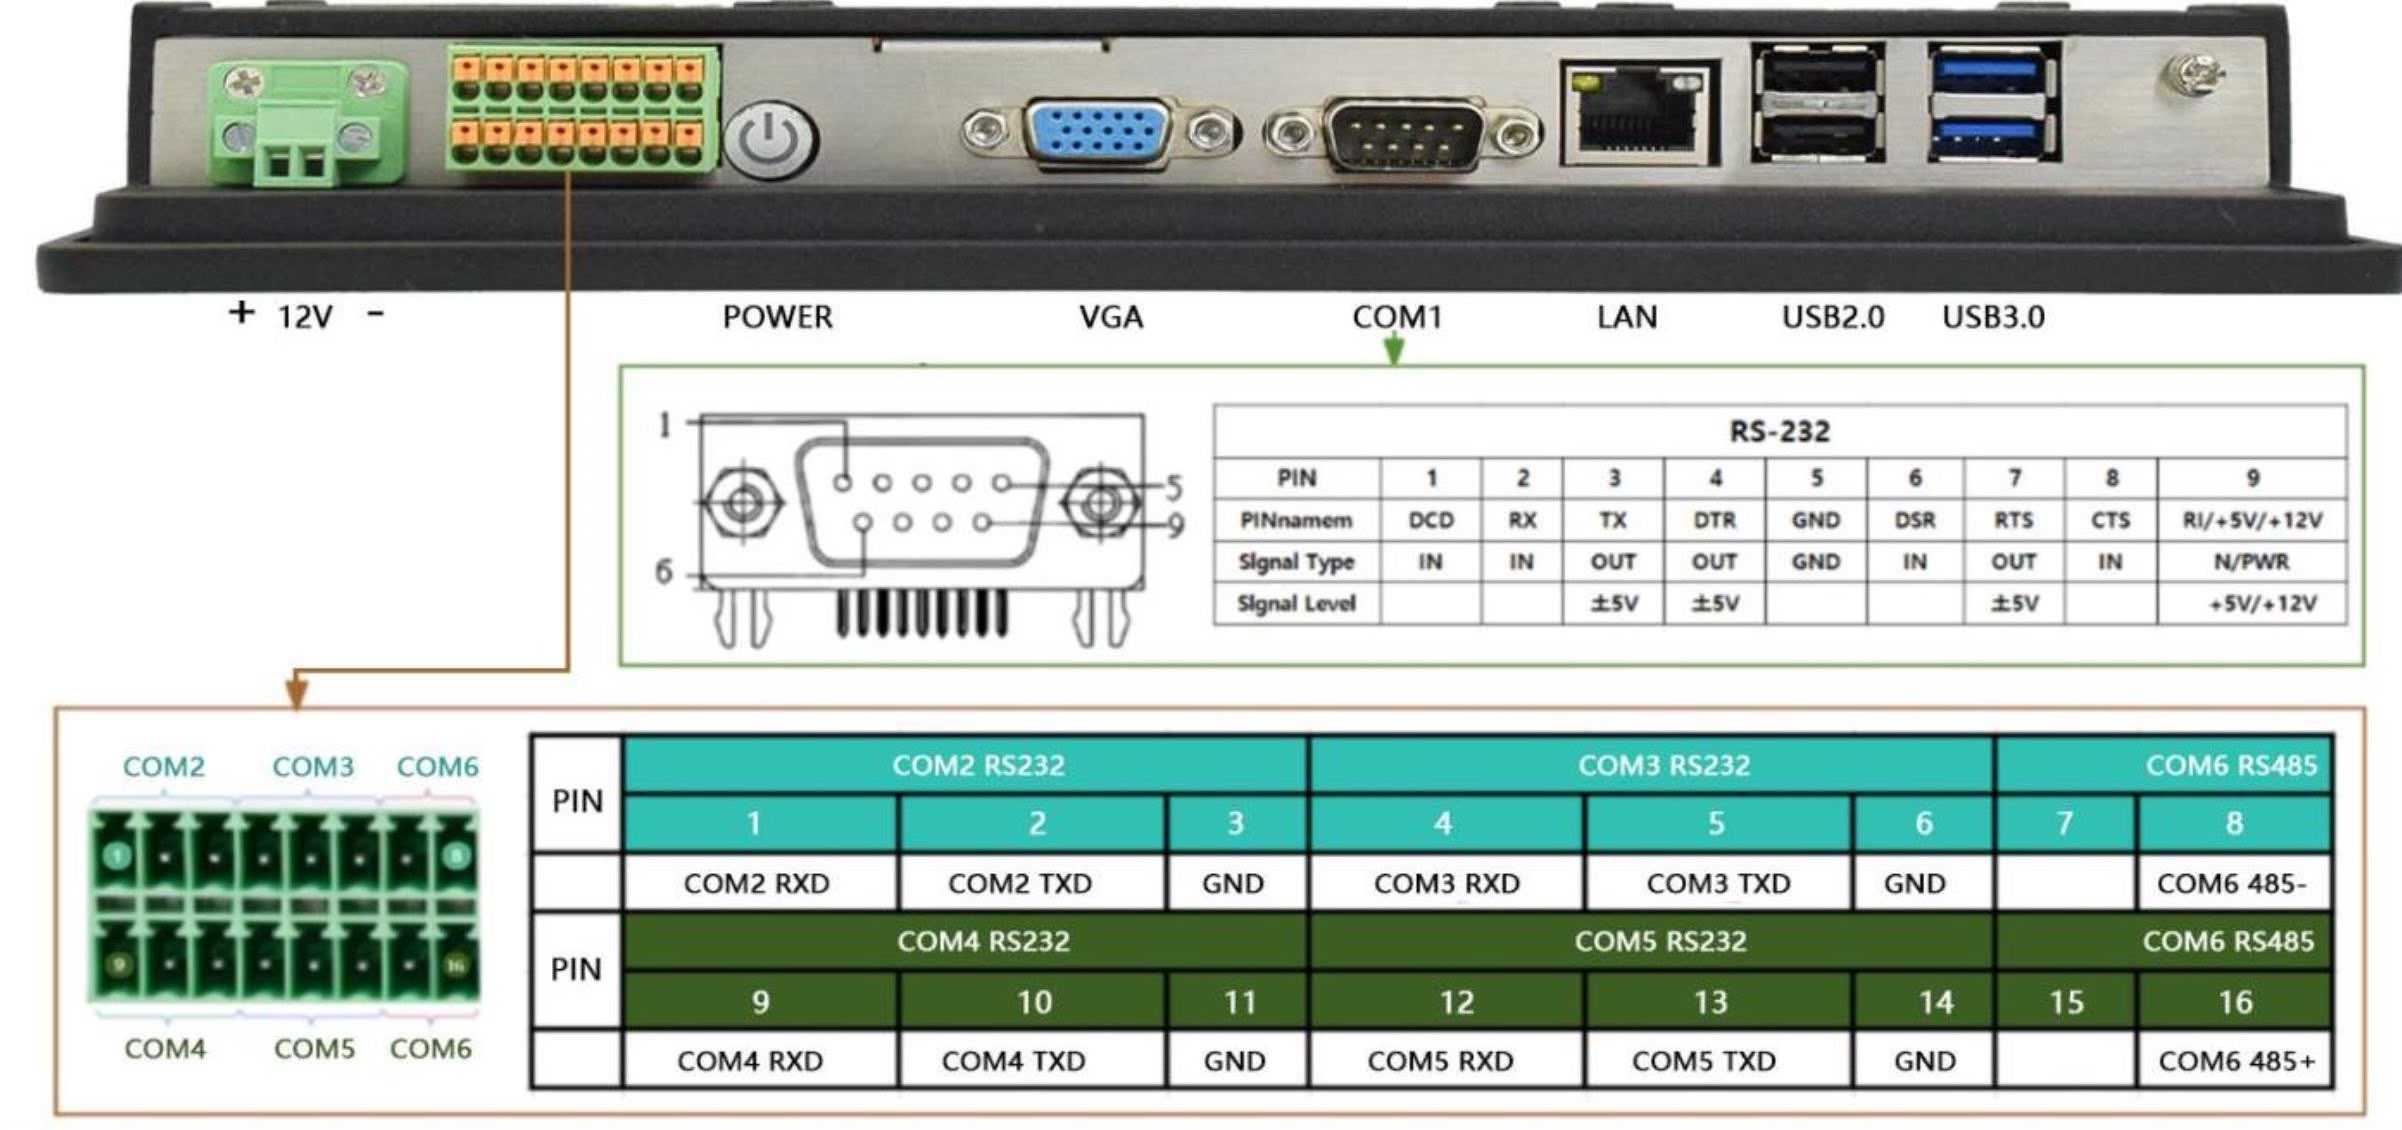 + 12V - POWER VGA COM1 LAN USB2.0 USB3.0
1
5
9
6
RS-232
PIN 1 2 3 4 5 6 7 8 9
PINnamem DCD RX TX DTR GND DSR RTS CTS RI/+5V/+12V
Signal Type IN IN OUT OUT GND IN OUT IN N/PWR
Signal Level ±5V ±5V ±5V +5V/+12V
COM2 COM3 COM6
1 8
9 16
COM4 COM5 COM6
PIN COM2 RS232 COM3 RS232 COM6 RS485
1 2 3 4 5 6 7 8
COM2 RXD COM2 TXD GND COM3 RXD COM3 TXD GND COM6 485-
PIN COM4 RS232 COM5 RS232 COM6 RS485
9 10 11 12 13 14 15 16
COM4 RXD COM4 TXD GND COM5 RXD COM5 TXD GND COM6 485+